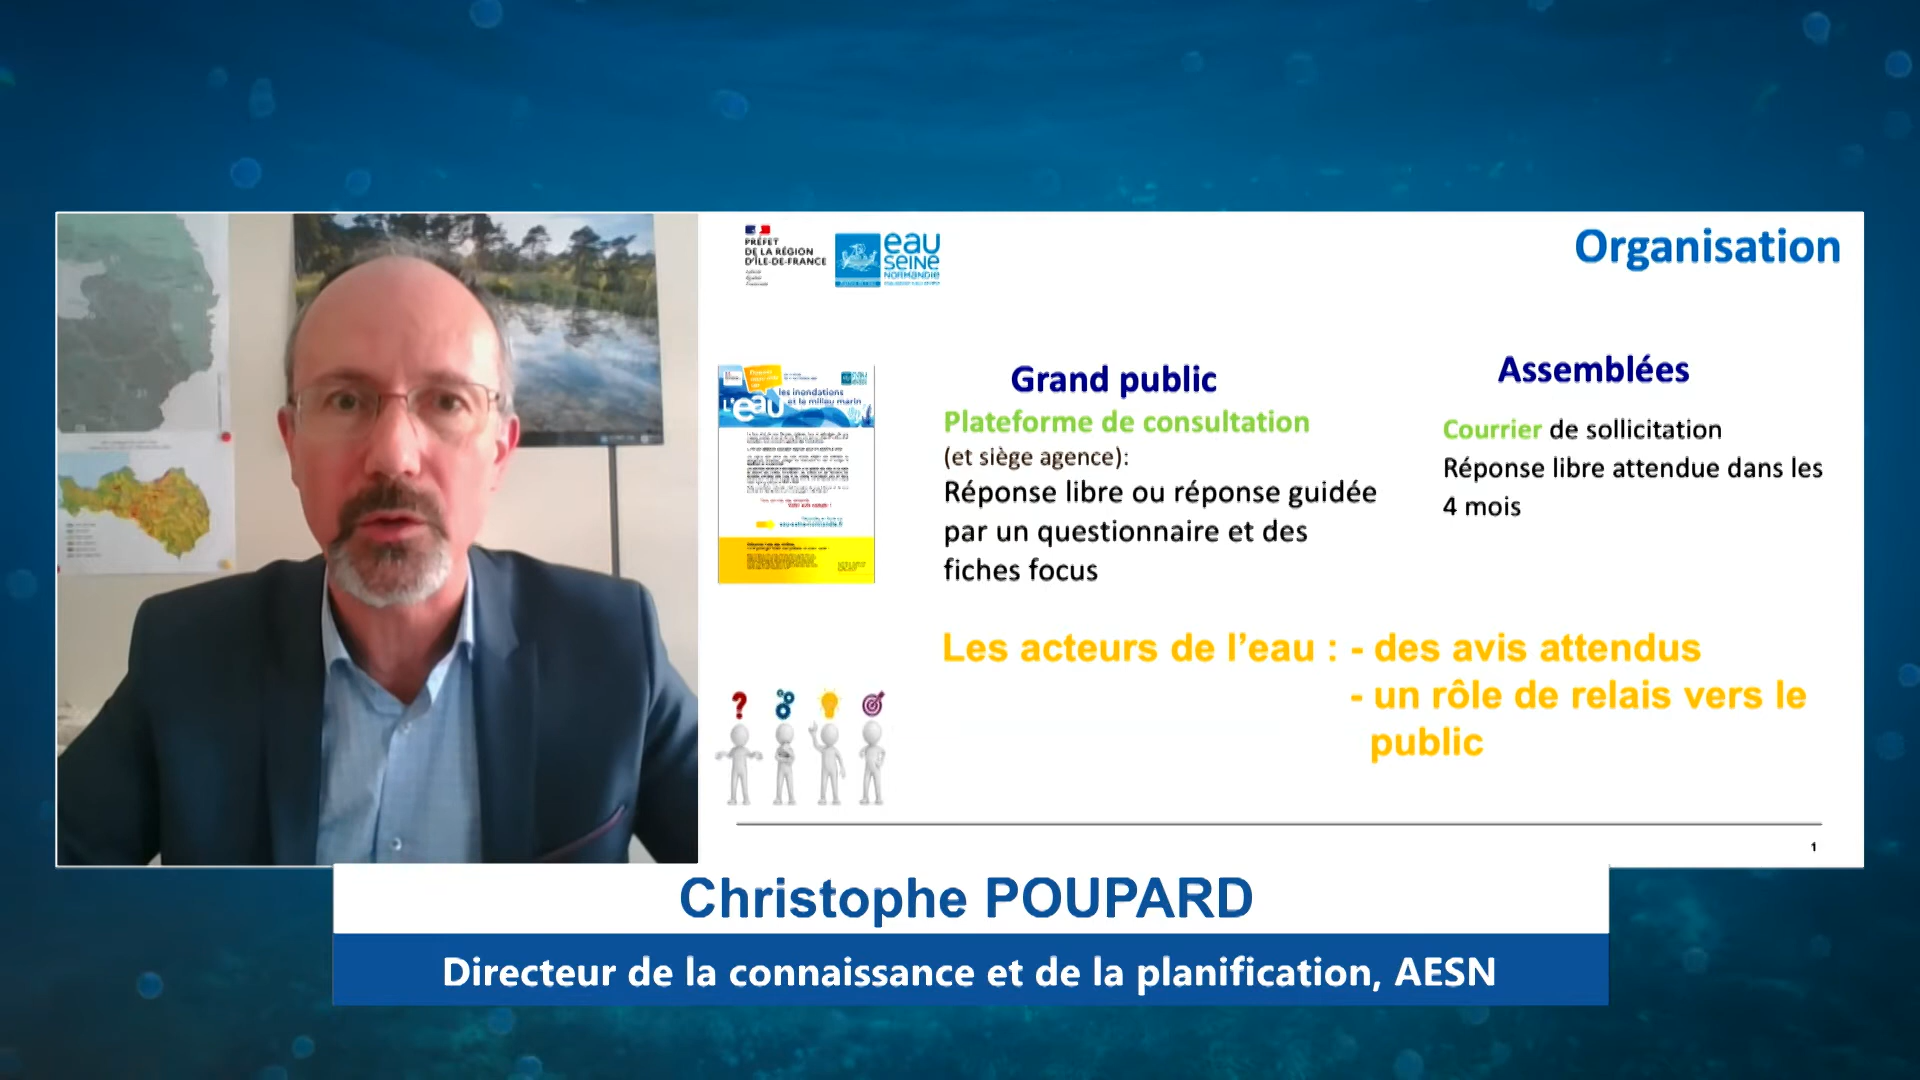 PRÉFET
DE LA RÉGION
D'ÎLE-DE-FRANCE
eau
SEINE
NORMANDIE
Organisation
les inondations
et le milieu marin
L'eau
Grand public
Plateforme de consultation
(et siège agence):
Réponse libre ou réponse guidée
par un questionnaire et des
fiches focus
Assemblées
Courrier de sollicitation
Réponse libre attendue dans les
4 mois
Les acteurs de l’eau : - des avis attendus
- un rôle de relais vers le
public
?
1
Christophe POUPARD
Directeur de la connaissance et de la planification, AESN